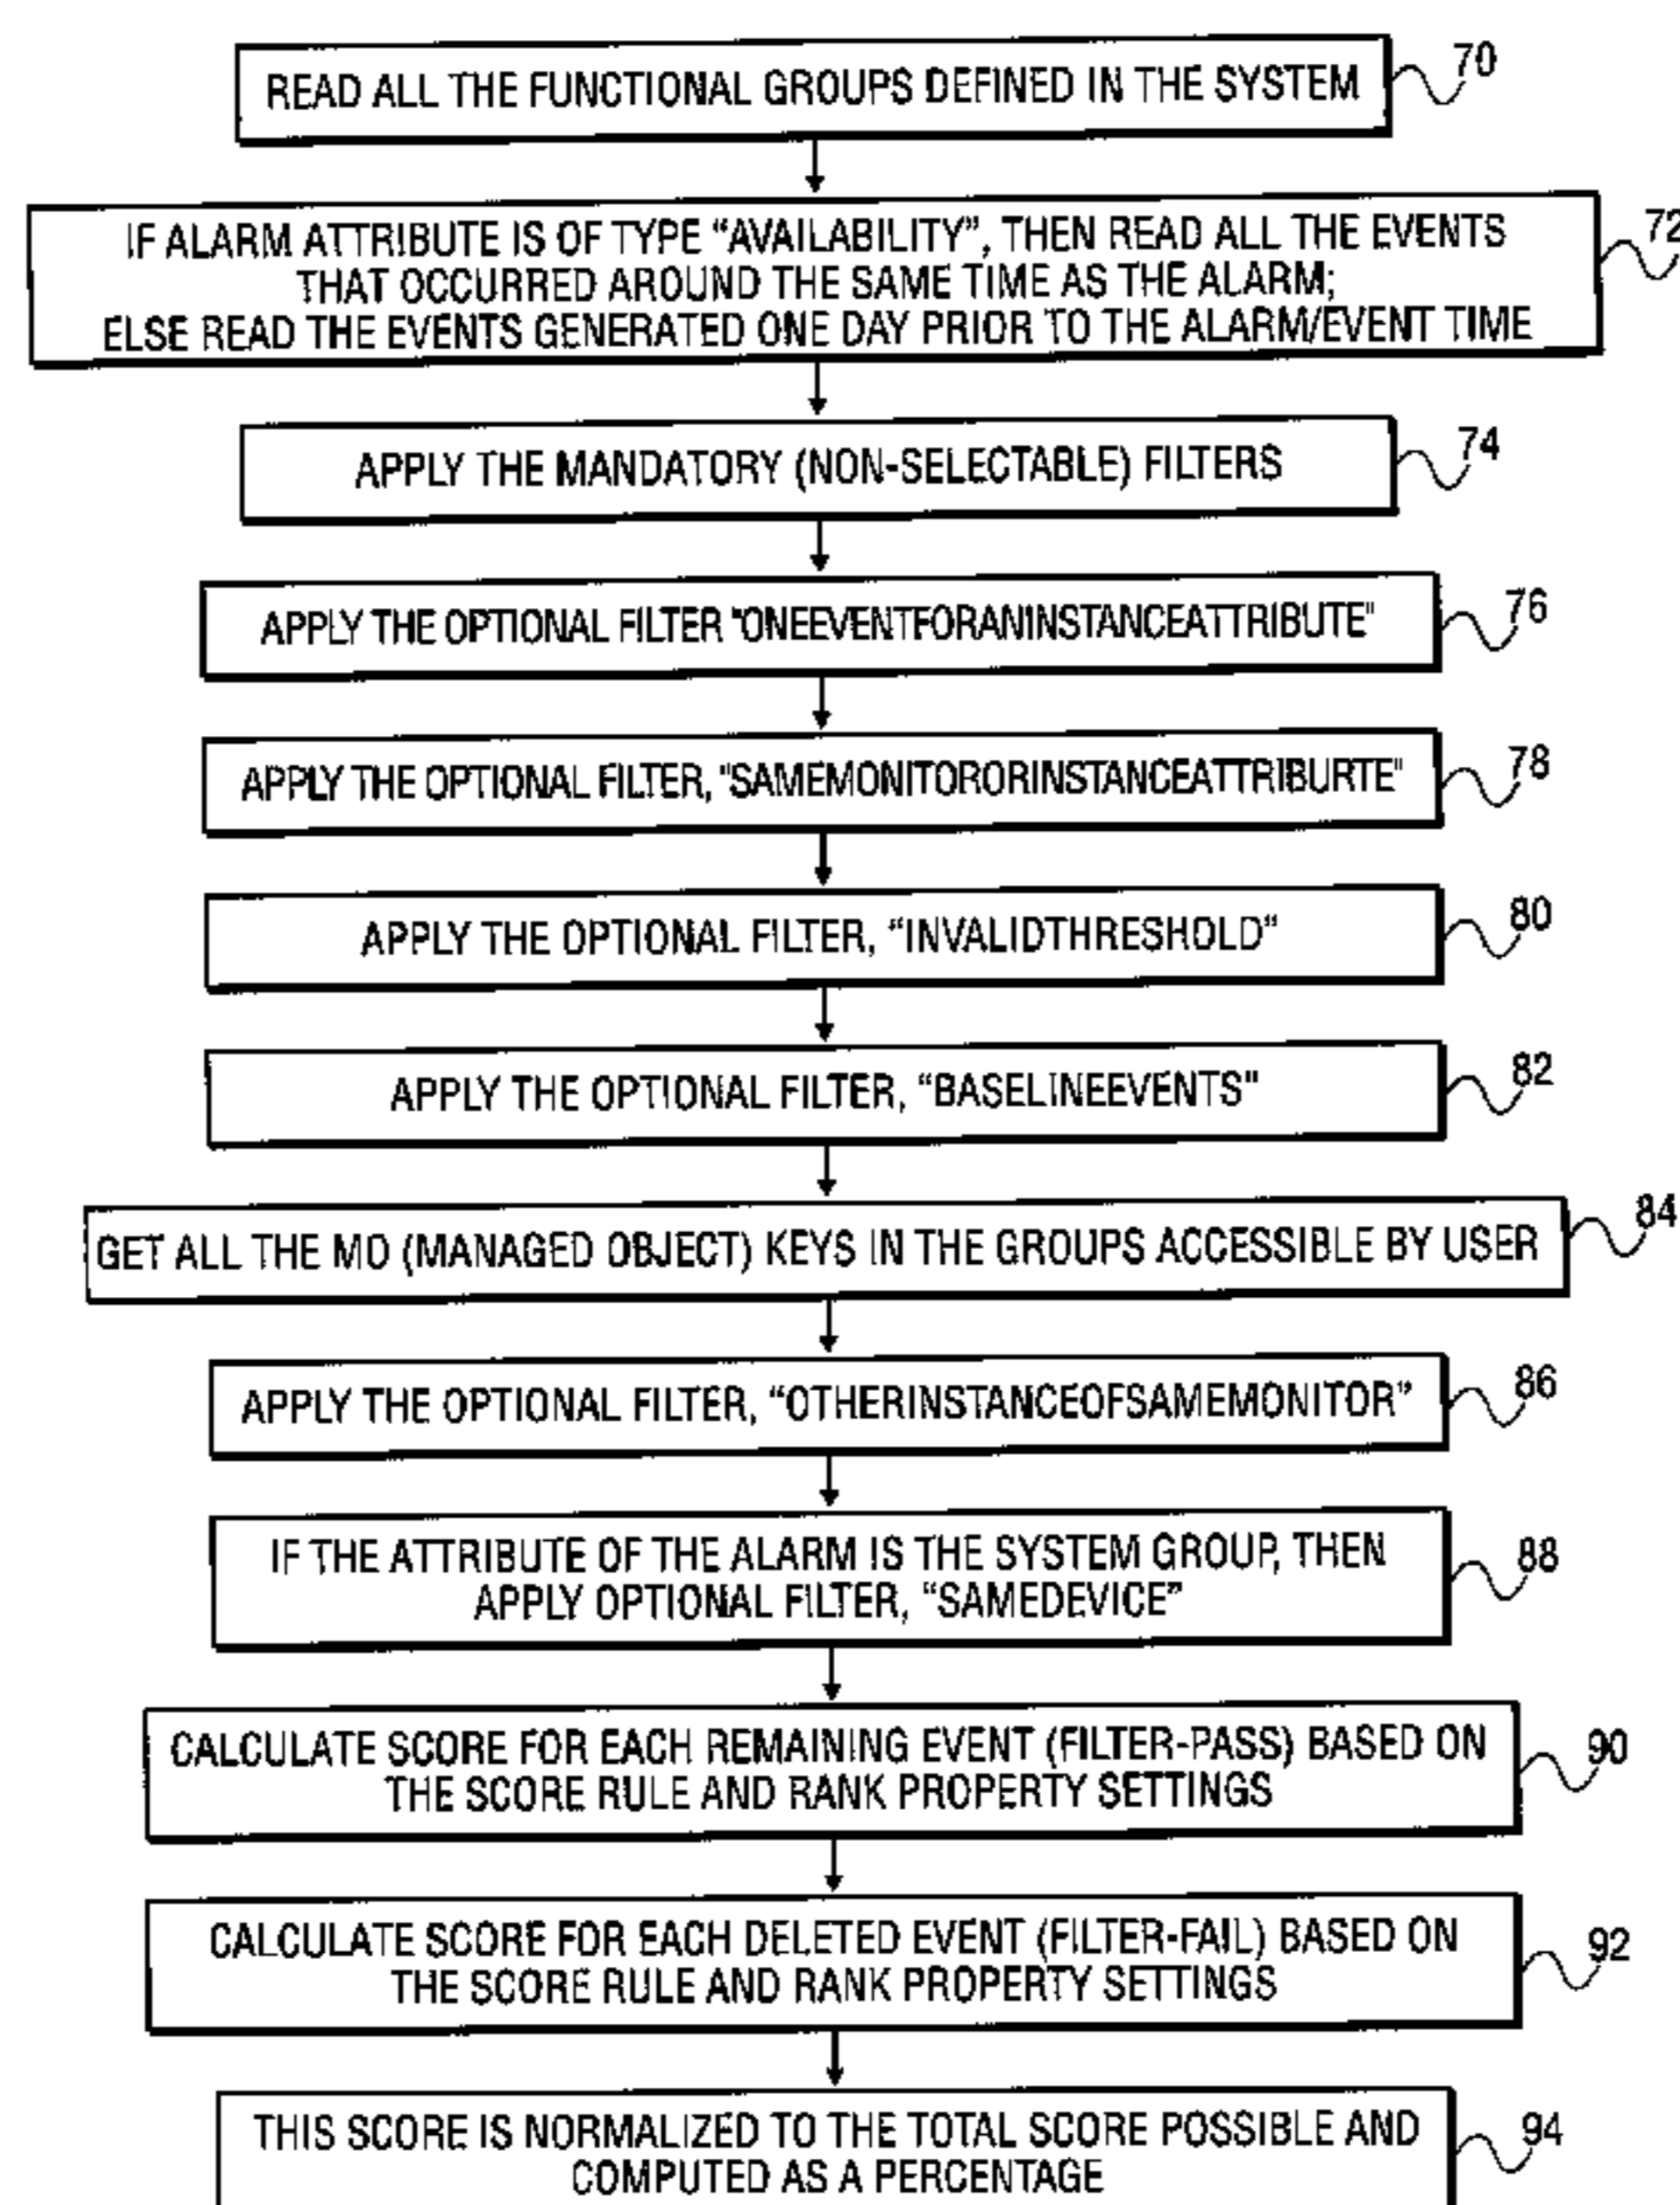 READ ALL THE FUNCTIONAL GROUPS DEFINED IN THE SYSTEM
70
IF ALARM ATTRIBUTE IS OF TYPE “AVAILABILITY”, THEN READ ALL THE EVENTS
THAT OCCURRED AROUND THE SAME TIME AS THE ALARM;
ELSE READ THE EVENTS GENERATED ONE DAY PRIOR TO THE ALARM/EVENT TIME
72
APPLY THE MANDATORY (NON-SELECTABLE) FILTERS
74
APPLY THE OPTIONAL FILTER "ONEEVENTFORANINSTANCEATTRIBUTE"
76
APPLY THE OPTIONAL FILTER, "SAMEMONITORORINSTANCEATTRIBURTE"
78
APPLY THE OPTIONAL FILTER, “INVALIDTHRESHOLD”
80
APPLY THE OPTIONAL FILTER, “BASELINEEVENTS”
82
GET ALL THE MO (MANAGED OBJECT) KEYS IN THE GROUPS ACCESSIBLE BY USER
84
APPLY THE OPTIONAL FILTER, “OTHERINSTANCEOFSAMEMONITOR”
86
IF THE ATTRIBUTE OF THE ALARM IS THE SYSTEM GROUP, THEN
APPLY OPTIONAL FILTER, “SAMEDEVICE”
88
CALCULATE SCORE FOR EACH REMAINING EVENT (FILTER-PASS) BASED ON
THE SCORE RULE AND RANK PROPERTY SETTINGS
90
CALCULATE SCORE FOR EACH DELETED EVENT (FILTER-FAIL) BASED ON
THE SCORE RULE AND RANK PROPERTY SETTINGS
92
THIS SCORE IS NORMALIZED TO THE TOTAL SCORE POSSIBLE AND
COMPUTED AS A PERCENTAGE
94